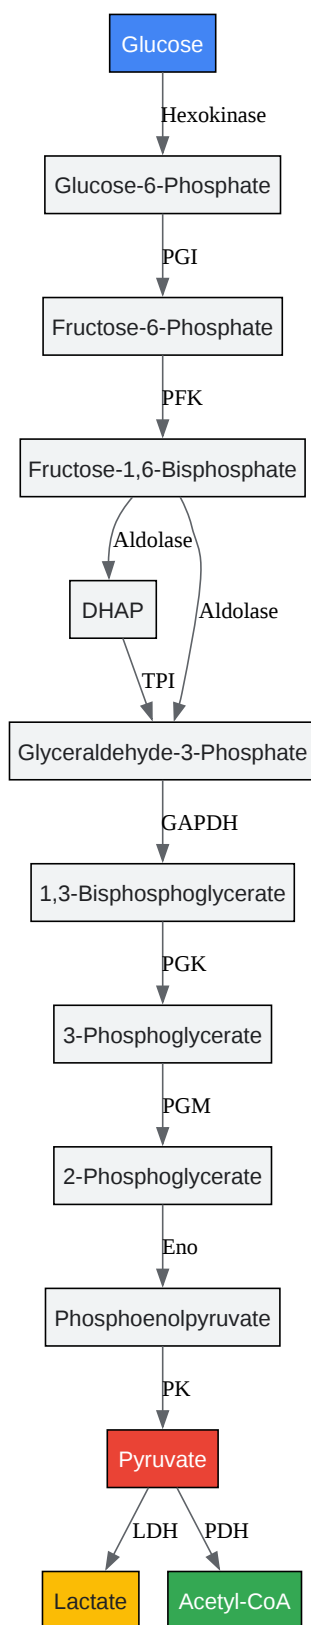 Glucose
Hexokinase
Glucose-6-Phosphate
PGI
Fructose-6-Phosphate
PFK
Fructose-1,6-Bisphosphate
Aldolase
DHAP
Aldolase
TPI
Glyceraldehyde-3-Phosphate
GAPDH
1,3-Bisphosphoglycerate
PGK
3-Phosphoglycerate
PGM
2-Phosphoglycerate
Eno
Phosphoenolpyruvate
PK
Pyruvate
LDH
PDH
Lactate
Acetyl-CoA